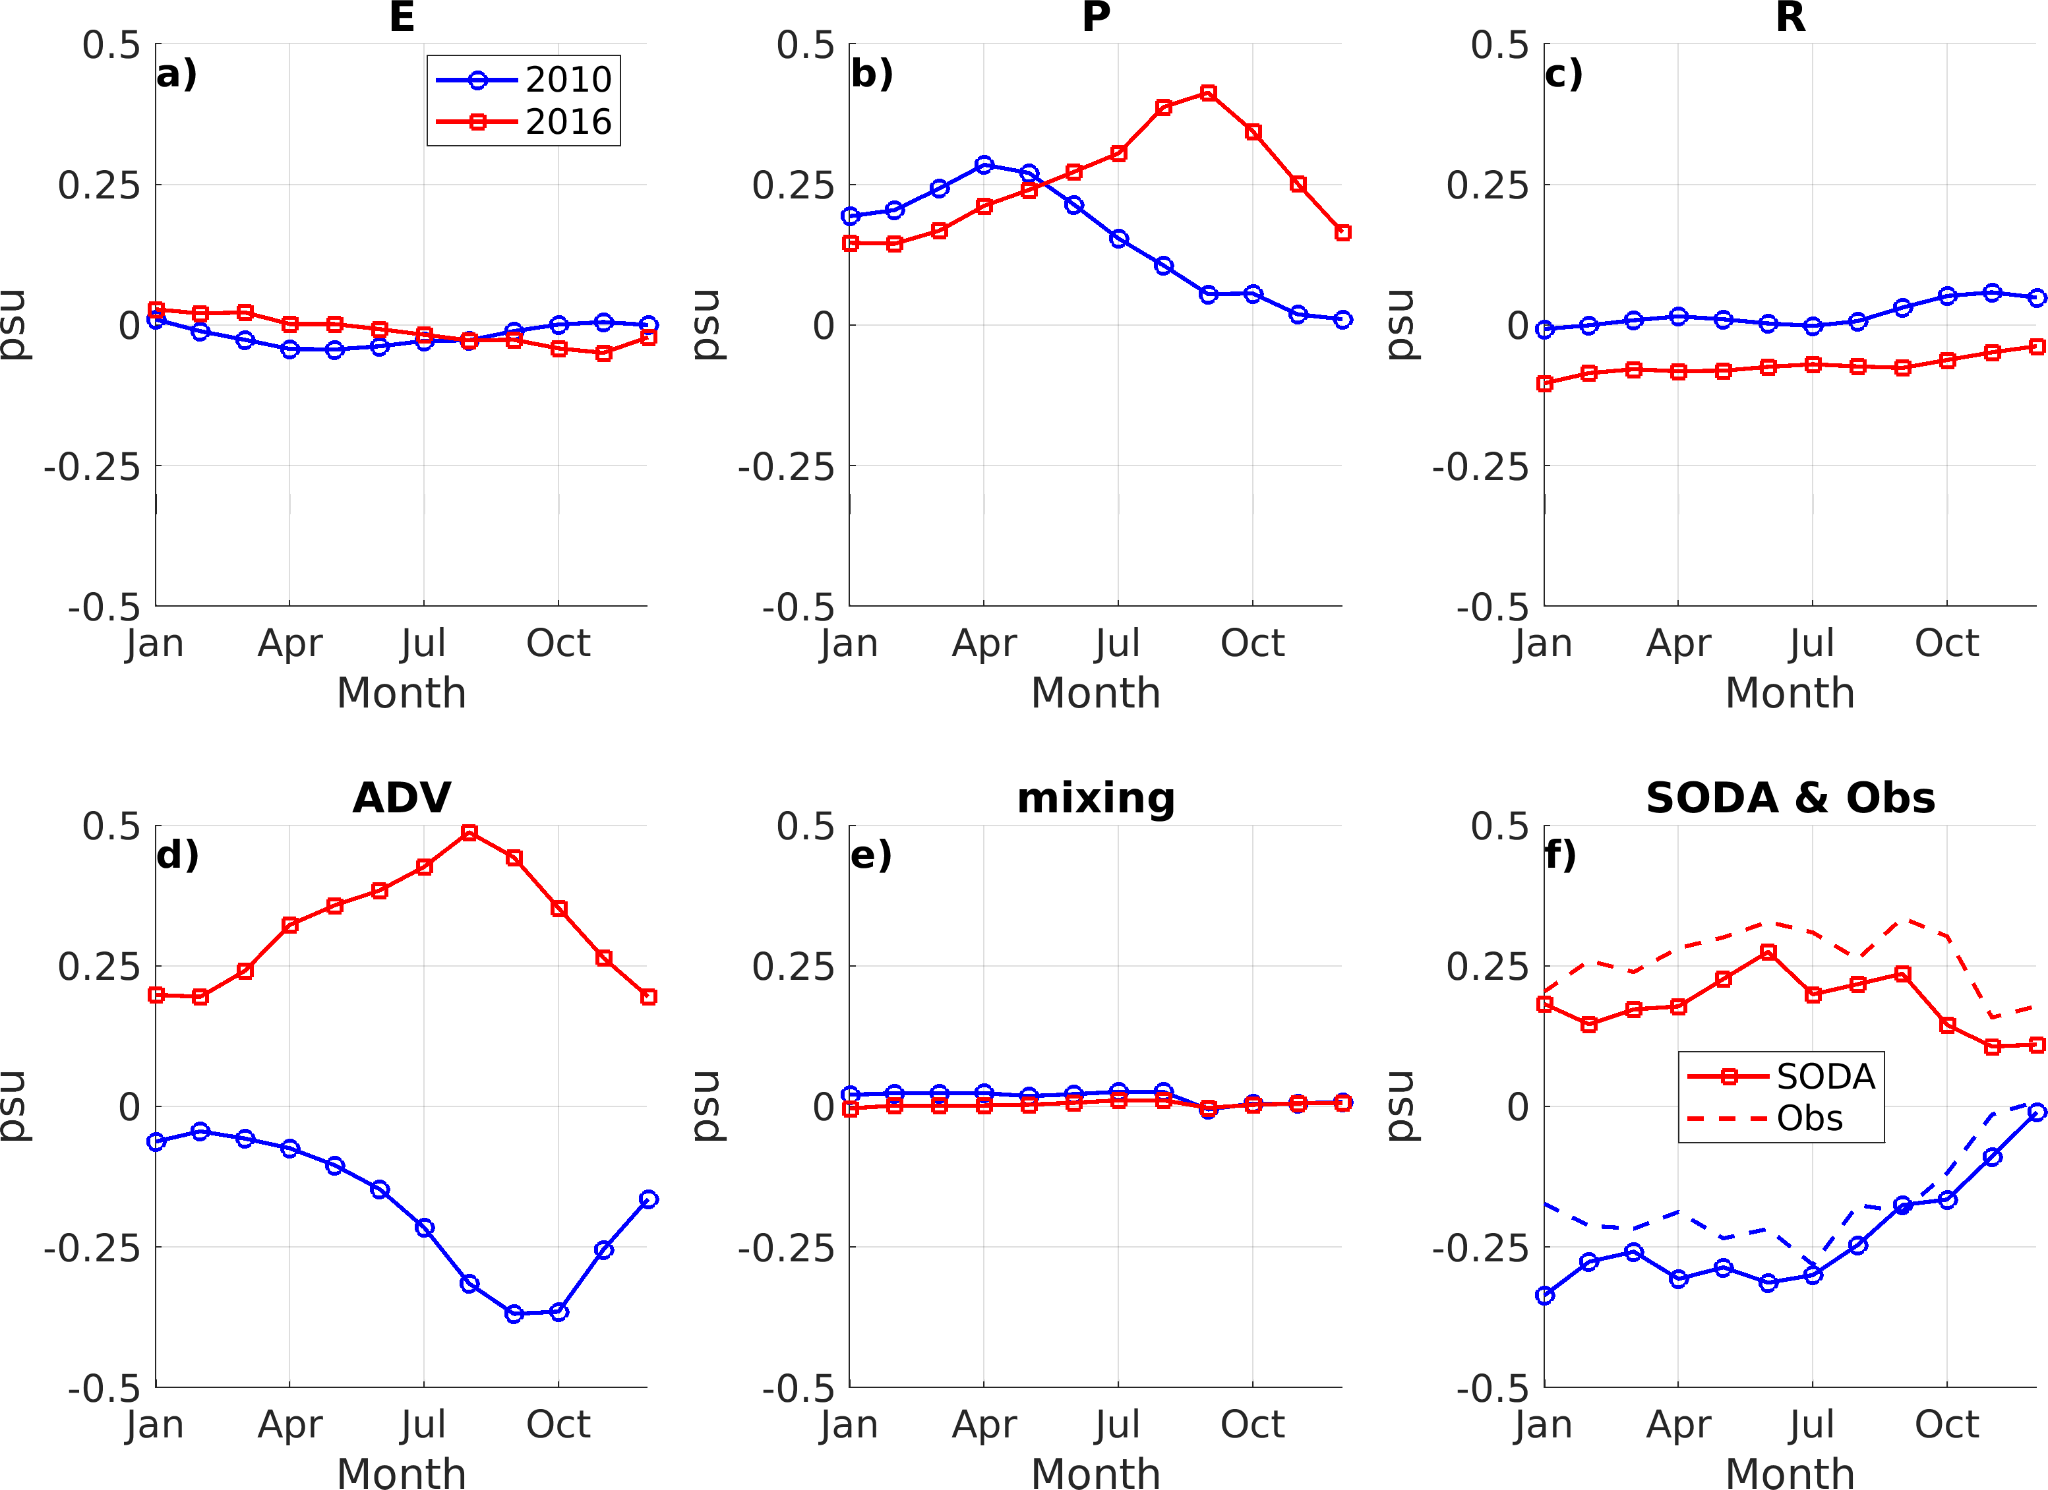 E
P
R
a)
b)
c)
2010
2016
0.5
0.25
0
-0.25
-0.5
psu
Jan Apr Jul Oct
Month
0.5
0.25
0
-0.25
-0.5
psu
Jan Apr Jul Oct
Month
0.5
0.25
0
-0.25
-0.5
psu
Jan Apr Jul Oct
Month
ADV
mixing
SODA & Obs
d)
e)
f)
0.5
0.25
0
-0.25
-0.5
psu
Jan Apr Jul Oct
Month
0.5
0.25
0
-0.25
-0.5
psu
Jan Apr Jul Oct
Month
0.5
0.25
0
-0.25
-0.5
psu
SODA
Obs
Jan Apr Jul Oct
Month